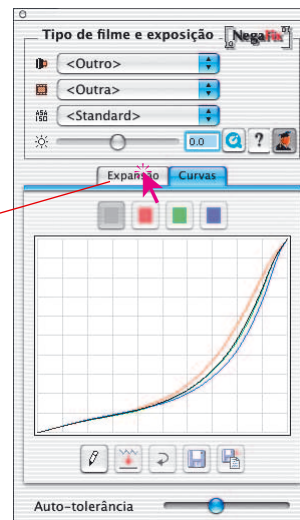 Tipo de filme e exposição NegaFix
<Outro>
<Outra>
<Standard>
0.0 ?
Expansão Curvas
Auto-tolerância